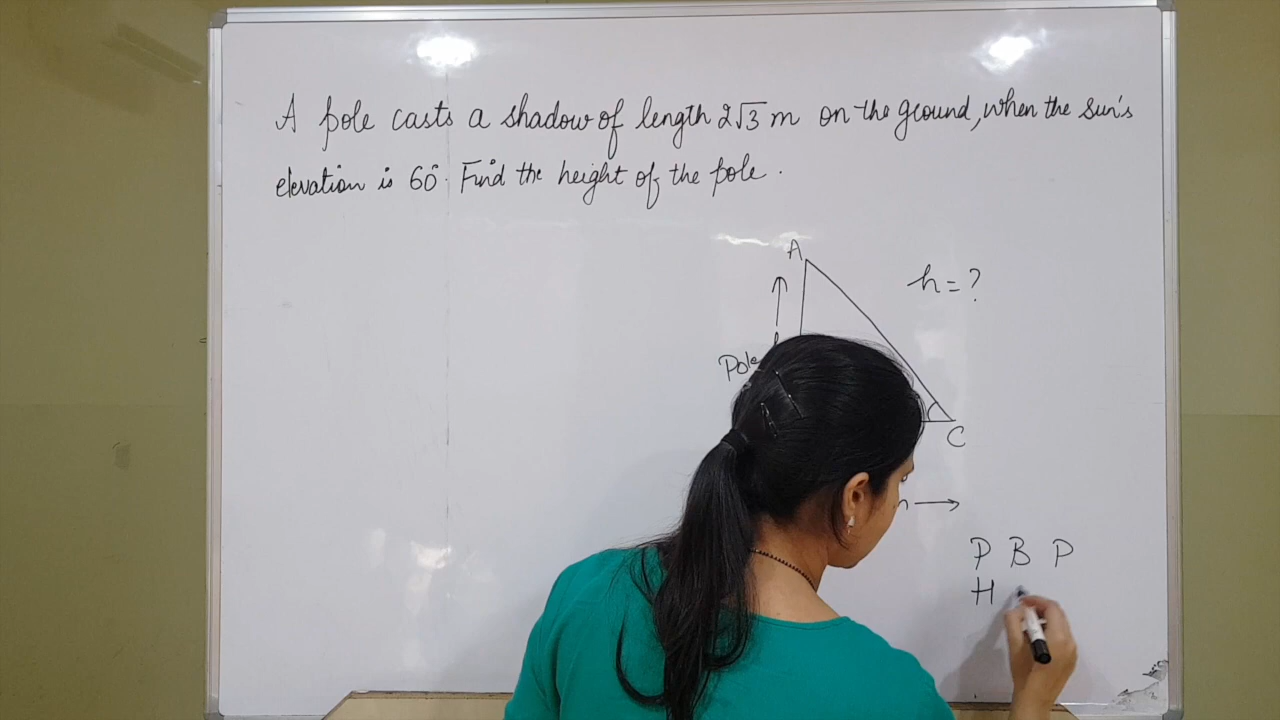 A pole casts a shadow of length 2√3 m on the ground, when the sun's
elevation is 60°. Find the height of the pole.
A
h = ?
Pole
C
P B P
H